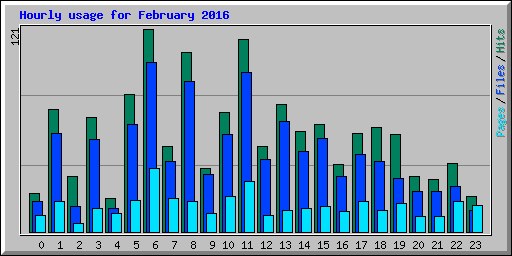 Hourly usage for February 2016
121
Pages / Files / Hits
0 1 2 3 4 5 6 7 8 9 10 11 12 13 14 15 16 17 18 19 20 21 22 23